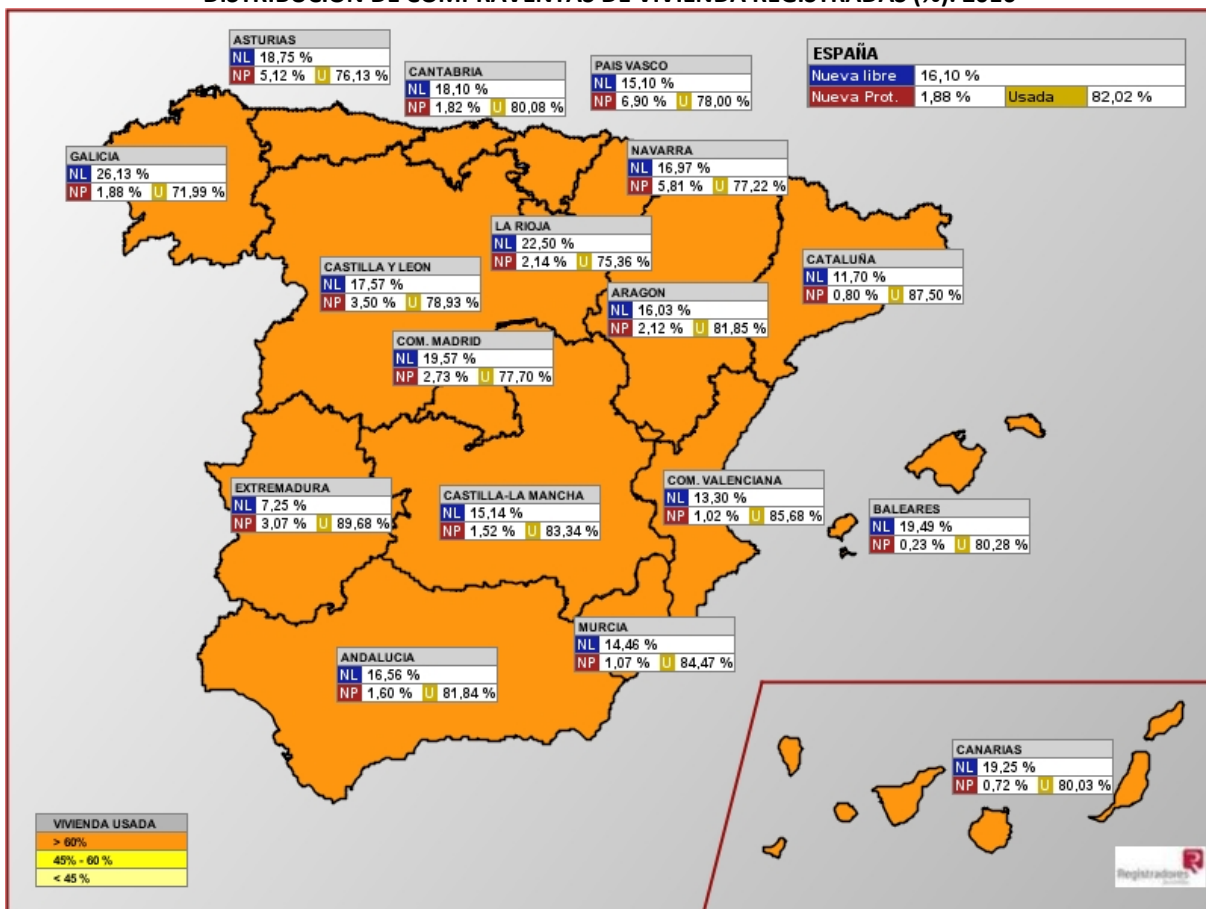 DISTRIBUCIÓN DE COMPRAVENTAS DE VIVIENDA REGISTRADAS (%). 2016
ASTURIAS
NL 18,75 %
NP 5,12 % U 76,13 %
CANTABRIA
NL 18,10 %
NP 1,82 % U 80,08 %
PAIS VASCO
NL 15,10 %
NP 6,90 % U 78,00 %
ESPAÑA
Nueva libre 16,10 %
Nueva Prot. 1,88 % Usada 82,02 %
GALICIA
NL 26,13 %
NP 1,88 % U 71,99 %
NAVARRA
NL 16,97 %
NP 5,81 % U 77,22 %
LA RIOJA
NL 22,50 %
NP 2,14 % U 75,36 %
CASTILLA Y LEON
NL 17,57 %
NP 3,50 % U 78,93 %
CATALUÑA
NL 11,70 %
NP 0,80 % U 87,50 %
ARAGON
NL 16,03 %
NP 2,12 % U 81,85 %
COM. MADRID
NL 19,57 %
NP 2,73 % U 77,70 %
EXTREMADURA
NL 7,25 %
NP 3,07 % U 89,68 %
CASTILLA-LA MANCHA
NL 15,14 %
NP 1,52 % U 83,34 %
COM. VALENCIANA
NL 13,30 %
NP 1,02 % U 85,68 %
BALEARES
NL 19,49 %
NP 0,23 % U 80,28 %
MURCIA
NL 14,46 %
NP 1,07 % U 84,47 %
ANDALUCIA
NL 16,56 %
NP 1,60 % U 81,84 %
CANARIAS
NL 19,25 %
NP 0,72 % U 80,03 %
VIVIENDA USADA
> 60%
45% - 60 %
< 45 %
Registradores